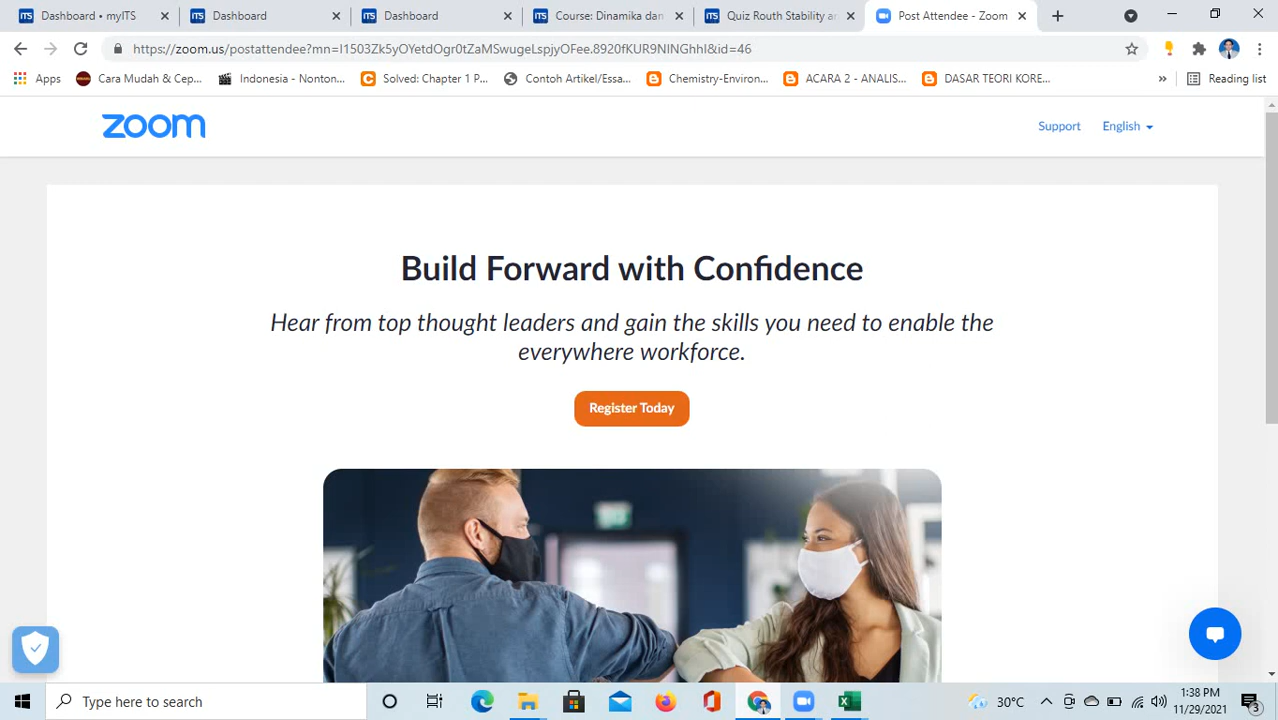 Dashboard • myITS
Dashboard
Dashboard
Course: Dinamika dan
Quiz Routh Stability an
Post Attendee - Zoom
https://zoom.us/postattendee?mn=I1503Zk5yOYetdOgr0tZaMSwugeLspjyOFee.8920fKUR9NINGhhI&id=46
Apps
Cara Mudah & Cep...
Indonesia - Nonton...
Solved: Chapter 1 P...
Contoh Artikel/Essa...
Chemistry-Environ...
ACARA 2 - ANALIS...
DASAR TEORI KORE...
»
Reading list
zoom
Support
English
Build Forward with Confidence
Hear from top thought leaders and gain the skills you need to enable the
everywhere workforce.
Register Today
Type here to search
30°C
1:38 PM
11/29/2021
3